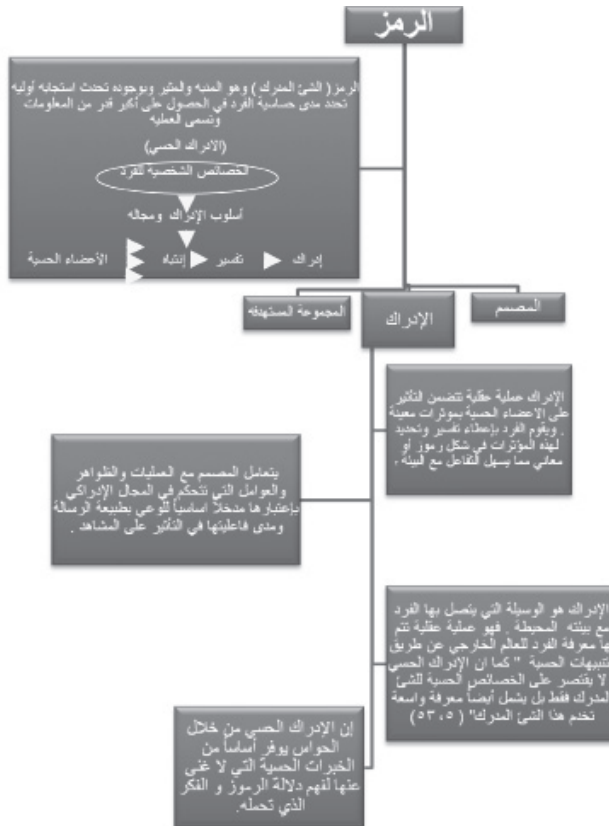 الرمز
الرمز ( الشئ المدرك ) وهو المنبه والمثير وبوجوده تحدث استجابه أوليه
تحدد مدى حساسية الفرد في الحصول على أكبر قدر من المعلومات
وتسمى العمليه
(الادراك الحسي)
الخصائص الشخصية للفرد
أسلوب الإدراك ومجاله
إدراك تفسير إنتباه الأعضاء الحسية
المصمم
الإدراك
المجموعة المستهدفه
الإدراك عملية عقلية تتضمن التأثير
على الاعضاء الحسية بموثرات معينة
. ويقوم الفرد بإعطاء تفسير وتحديد
لهذه المؤثرات في شكل رموز أو
معاني مما يسهل التفاعل مع البيئة .
يتعامل المصمم مع العمليات والظواهر
والعوامل التي تتحكم في المجال الإدراكي
بإعتبارها مدخلاً اساسياً للوعي بطبيعة الرسالة
ومدى فاعليتها في التأثير على المشاهد .
الإدراك هو الوسيلة التي يتصل بها الفرد
مع بيئته المحيطة . فهو عملية عقلية تتم
بها معرفة الفرد للعالم الخارجي عن طريق
تنبيهات الحسية " كما ان الإدراك الحسي
لا يقتصر على الخصائص الحسية للشئ
المدرك فقط بل يشمل أيضاً معرفة واسعة
تخدم هذا الشئ المدرك" (٥٣،٥)
إن الإدراك الحسي من خلال
الحواس يوفر أساساً من
الخبرات الحسية التي لا غنى
عنها لفهم دلالة الرموز و الفكر
الذي تحمله.